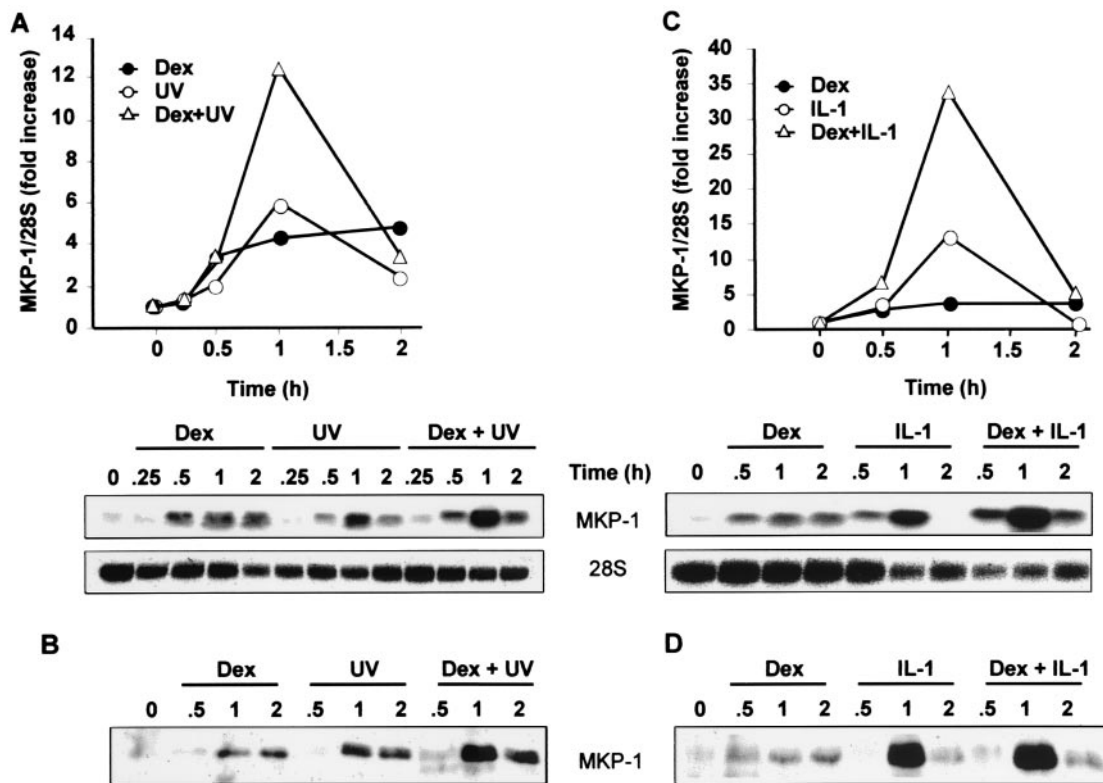 A
14
12
10
8
6
4
2
0
MKP-1/28S (fold increase)
Dex
UV
Dex+UV
0 0.5 1 1.5 2
Time (h)
Dex UV Dex + UV
0 .25 .5 1 2 .25 .5 1 2 .25 .5 1 2
C
40
35
30
25
20
15
10
5
0
MKP-1/28S (fold increase)
Dex
IL-1
Dex+IL-1
0 0.5 1 1.5 2
Time (h)
Dex IL-1 Dex + IL-1
Time (h) 0 .5 1 2 .5 1 2 .5 1 2
MKP-1
28S
B
Dex UV Dex + UV
0 .5 1 2 .5 1 2 .5 1 2
MKP-1
D
Dex IL-1 Dex + IL-1
0 .5 1 2 .5 1 2 .5 1 2